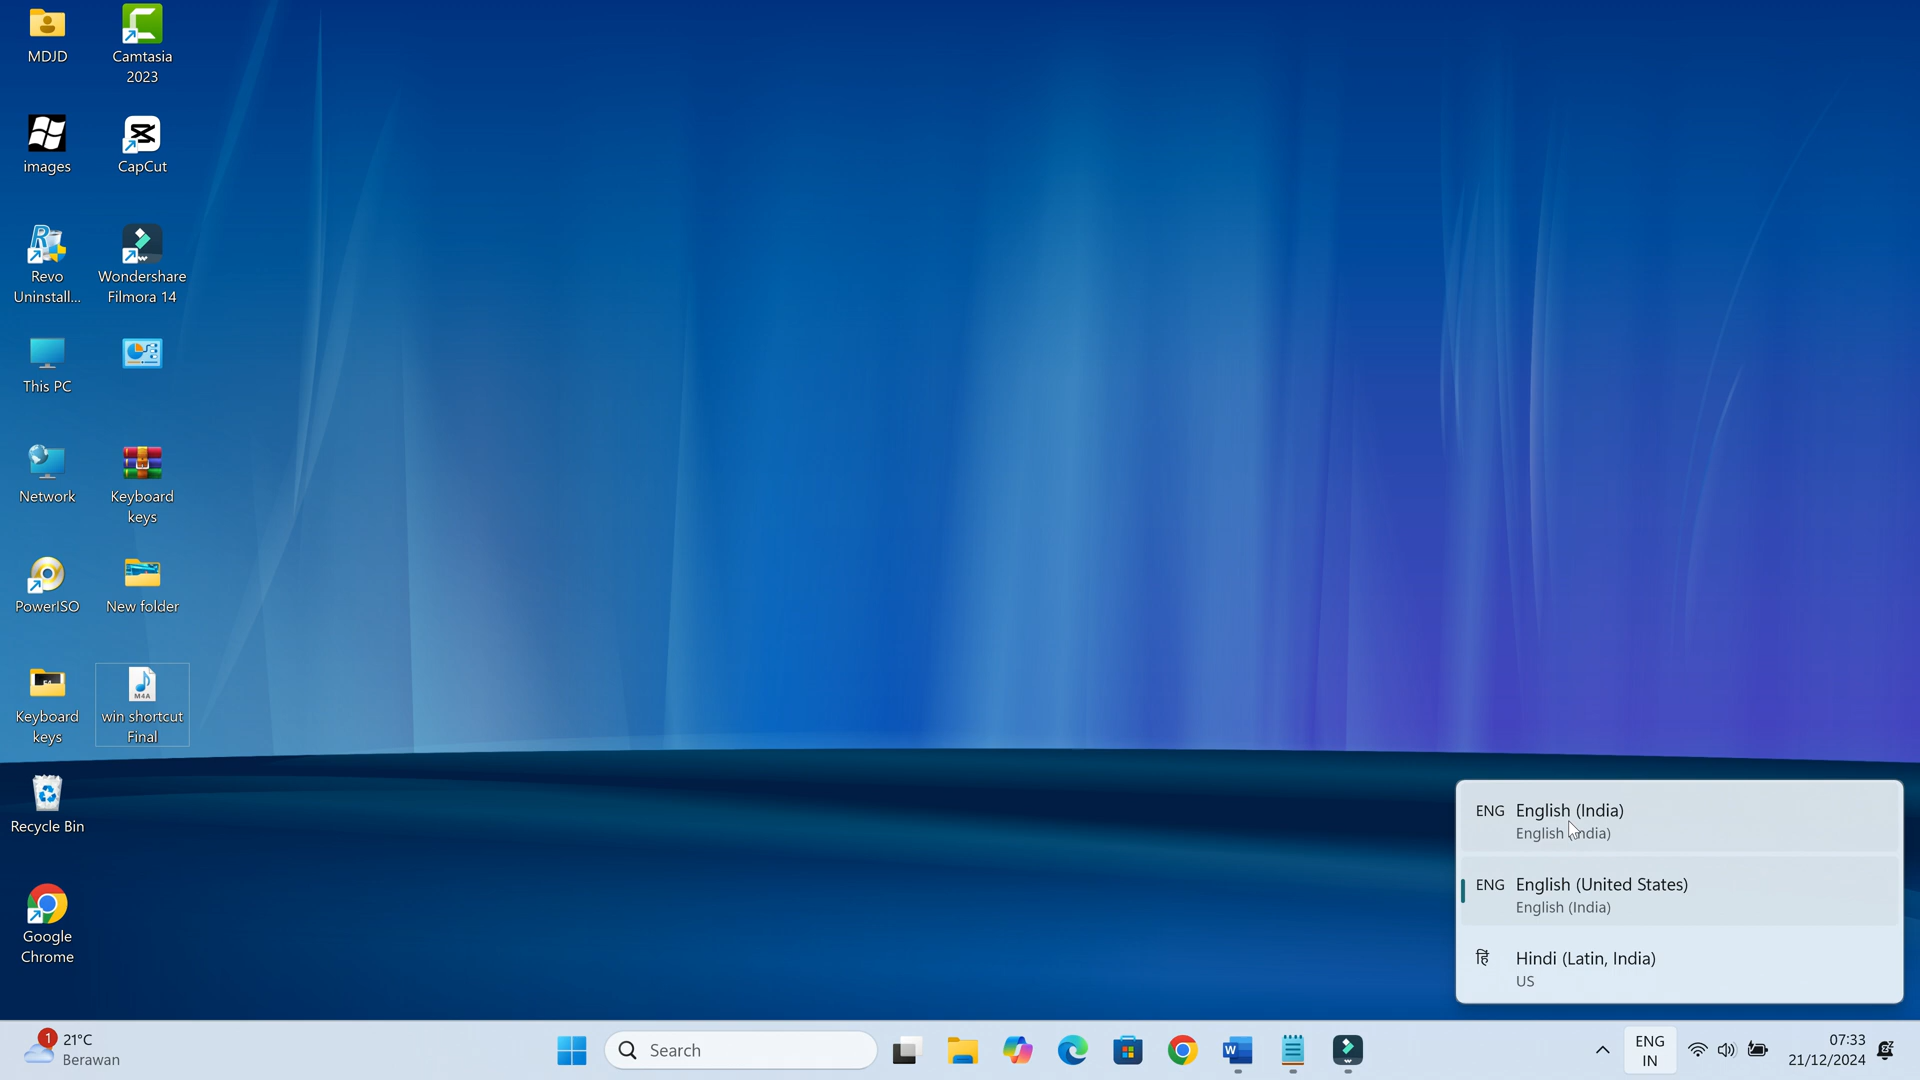 MDJD
Camtasia
2023
images
CapCut
Revo
Uninstall...
Wondershare
Filmora 14
This PC
Network
Keyboard
keys
PowerISO
New folder
Keyboard
keys
M4A
win shortcut
Final
Recycle Bin
Google
Chrome
ENG English (India)
English (India)
ENG English (United States)
English (India)
हिं Hindi (Latin, India)
US
1
21°C
Berawan
Search
ENG
IN
07:33
21/12/2024